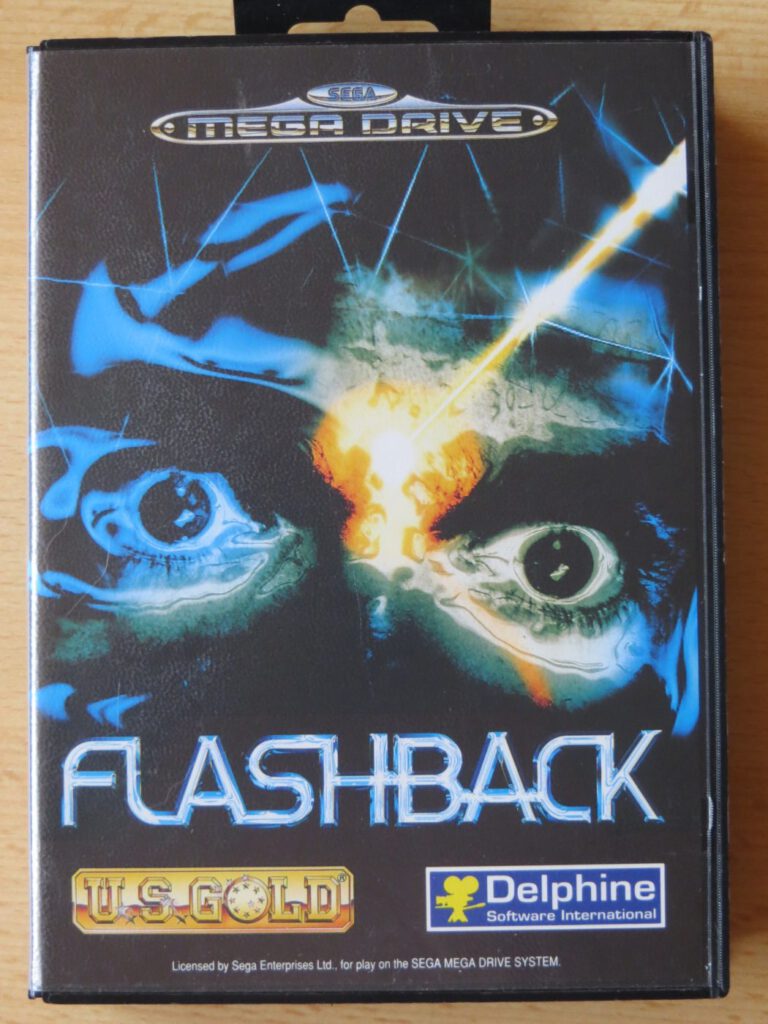 SEGA
MEGA DRIVE
FLASHBACK
U.S. GOLD®
Delphine
Software International
Licensed by Sega Enterprises Ltd., for play on the SEGA MEGA DRIVE SYSTEM.